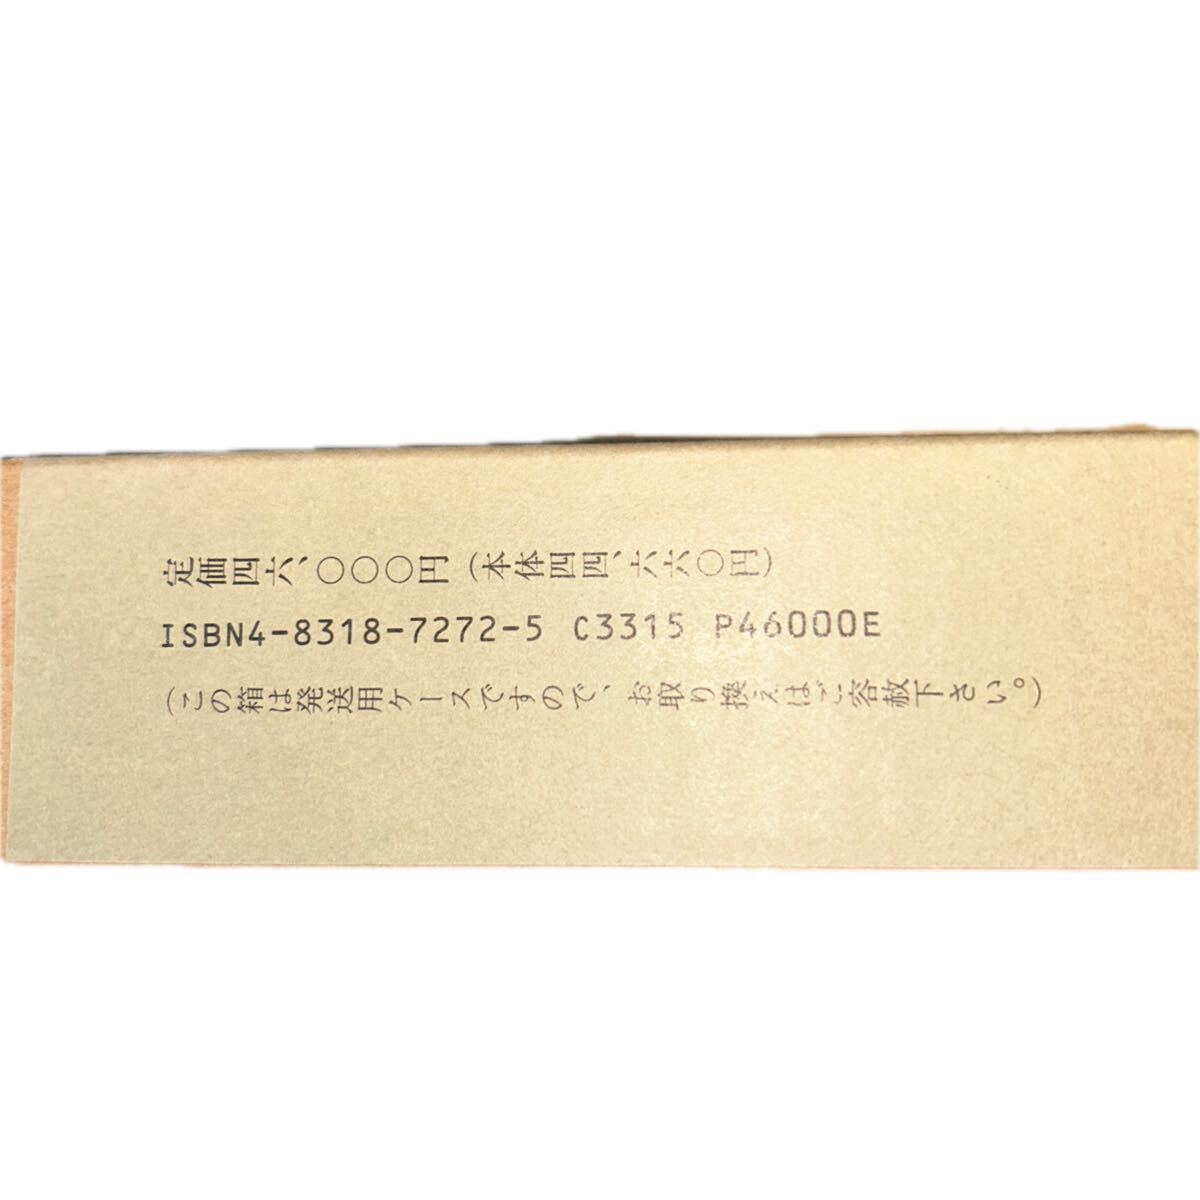 定価四六、〇〇〇円（本体四四、六六〇円）
ISBN4-8318-7272-5 C3315 P46000E
（この箱は発送用ケースですので、お取り換えはご容赦下さい。）